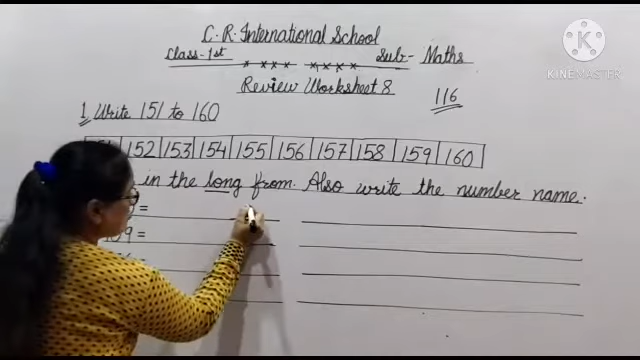 C.R. International School
Class-1st Sub- Maths
Review Worksheet 8
116
1. Write 151 to 160
152 153 154 155 156 157 158 159 160
in the long from. Also write the number name.
=
9 =
KINEMASTER